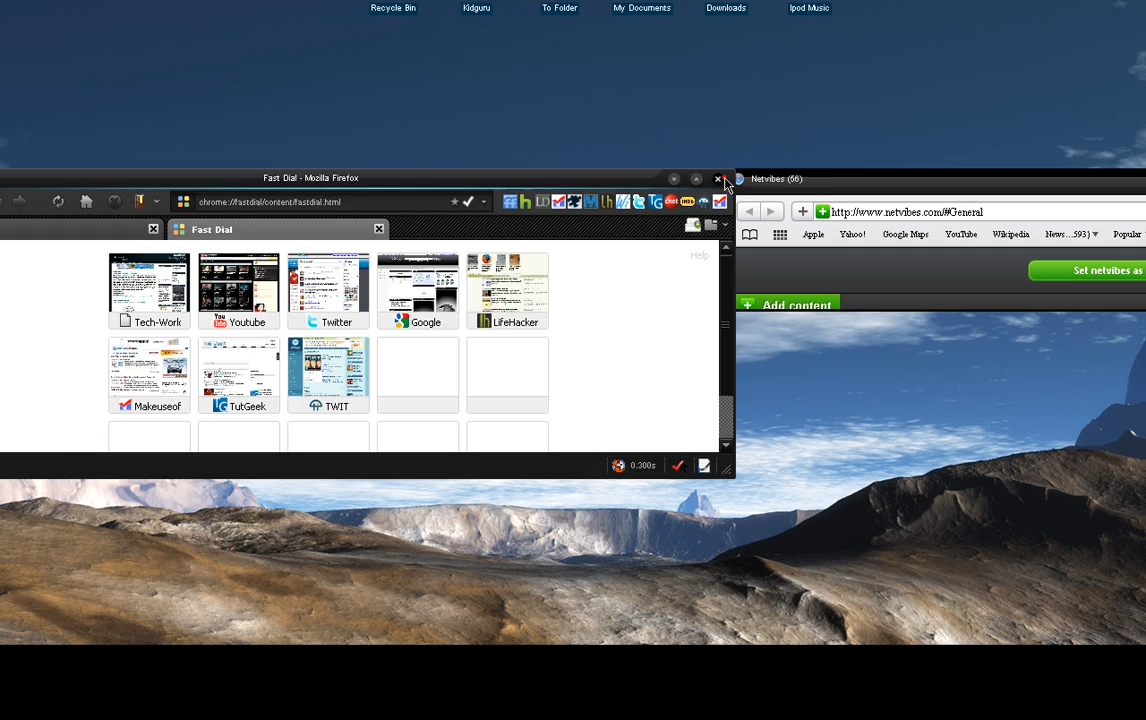 Recycle Bin Kidguru To Folder My Documents Downloads Ipod Music
Fast Dial - Mozilla Firefox
Netvibes (56)
chrome://fastdial/content/fastdial.html
http://www.netvibes.com/#General
Fast Dial
Apple Yahoo! Google Maps YouTube Wikipedia News...593) Popular
Help
Set netvibes as
Add content
Tech-Work Youtube Twitter Google LifeHacker
Makeuseof TutGeek TWIT
0.300s